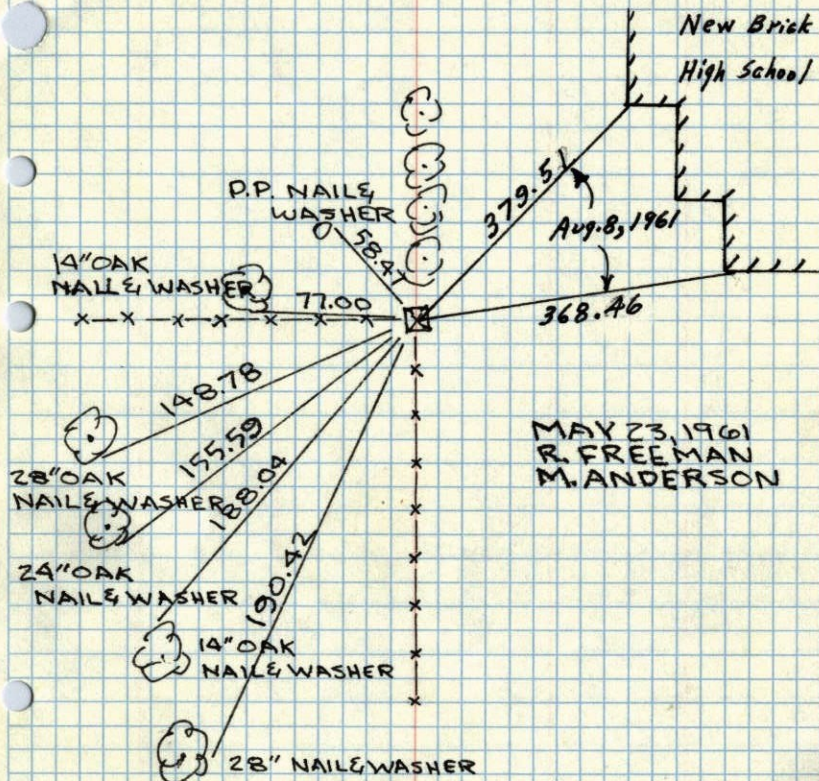 New Brick
High School
P.P. NAIL &
WASHER
58.47
379.51
Aug. 8, 1961
14" OAK
NAIL & WASHER
77.00
368.46
148.78
155.59
188.04
190.42
MAY 23, 1961
R. FREEMAN
M. ANDERSON
28" OAK
NAIL & WASHER
24" OAK
NAIL & WASHER
14" OAK
NAIL & WASHER
28" NAIL & WASHER